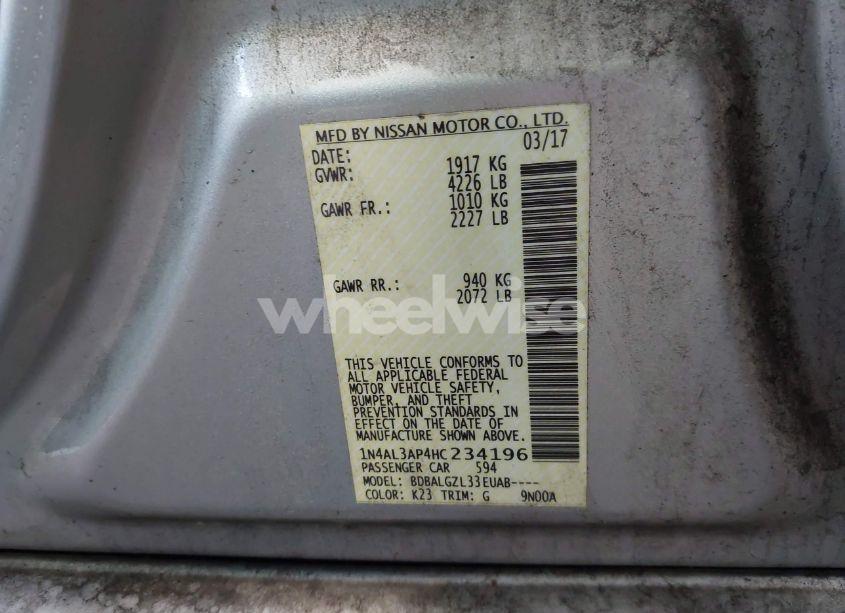 MFD BY NISSAN MOTOR CO., LTD.
DATE: 03/17
GVWR: 1917 KG
4226 LB
GAWR FR.: 1010 KG
2227 LB
GAWR RR.: 940 KG
2072 LB
wheelwise
THIS VEHICLE CONFORMS TO
ALL APPLICABLE FEDERAL
MOTOR VEHICLE SAFETY,
BUMPER, AND THEFT
PREVENTION STANDARDS IN
EFFECT ON THE DATE OF
MANUFACTURE SHOWN ABOVE.
1N4AL3AP4HC234196
PASSENGER CAR 594
MODEL: BDBALGZL33EUAB----
COLOR: K23 TRIM: G 9N00A